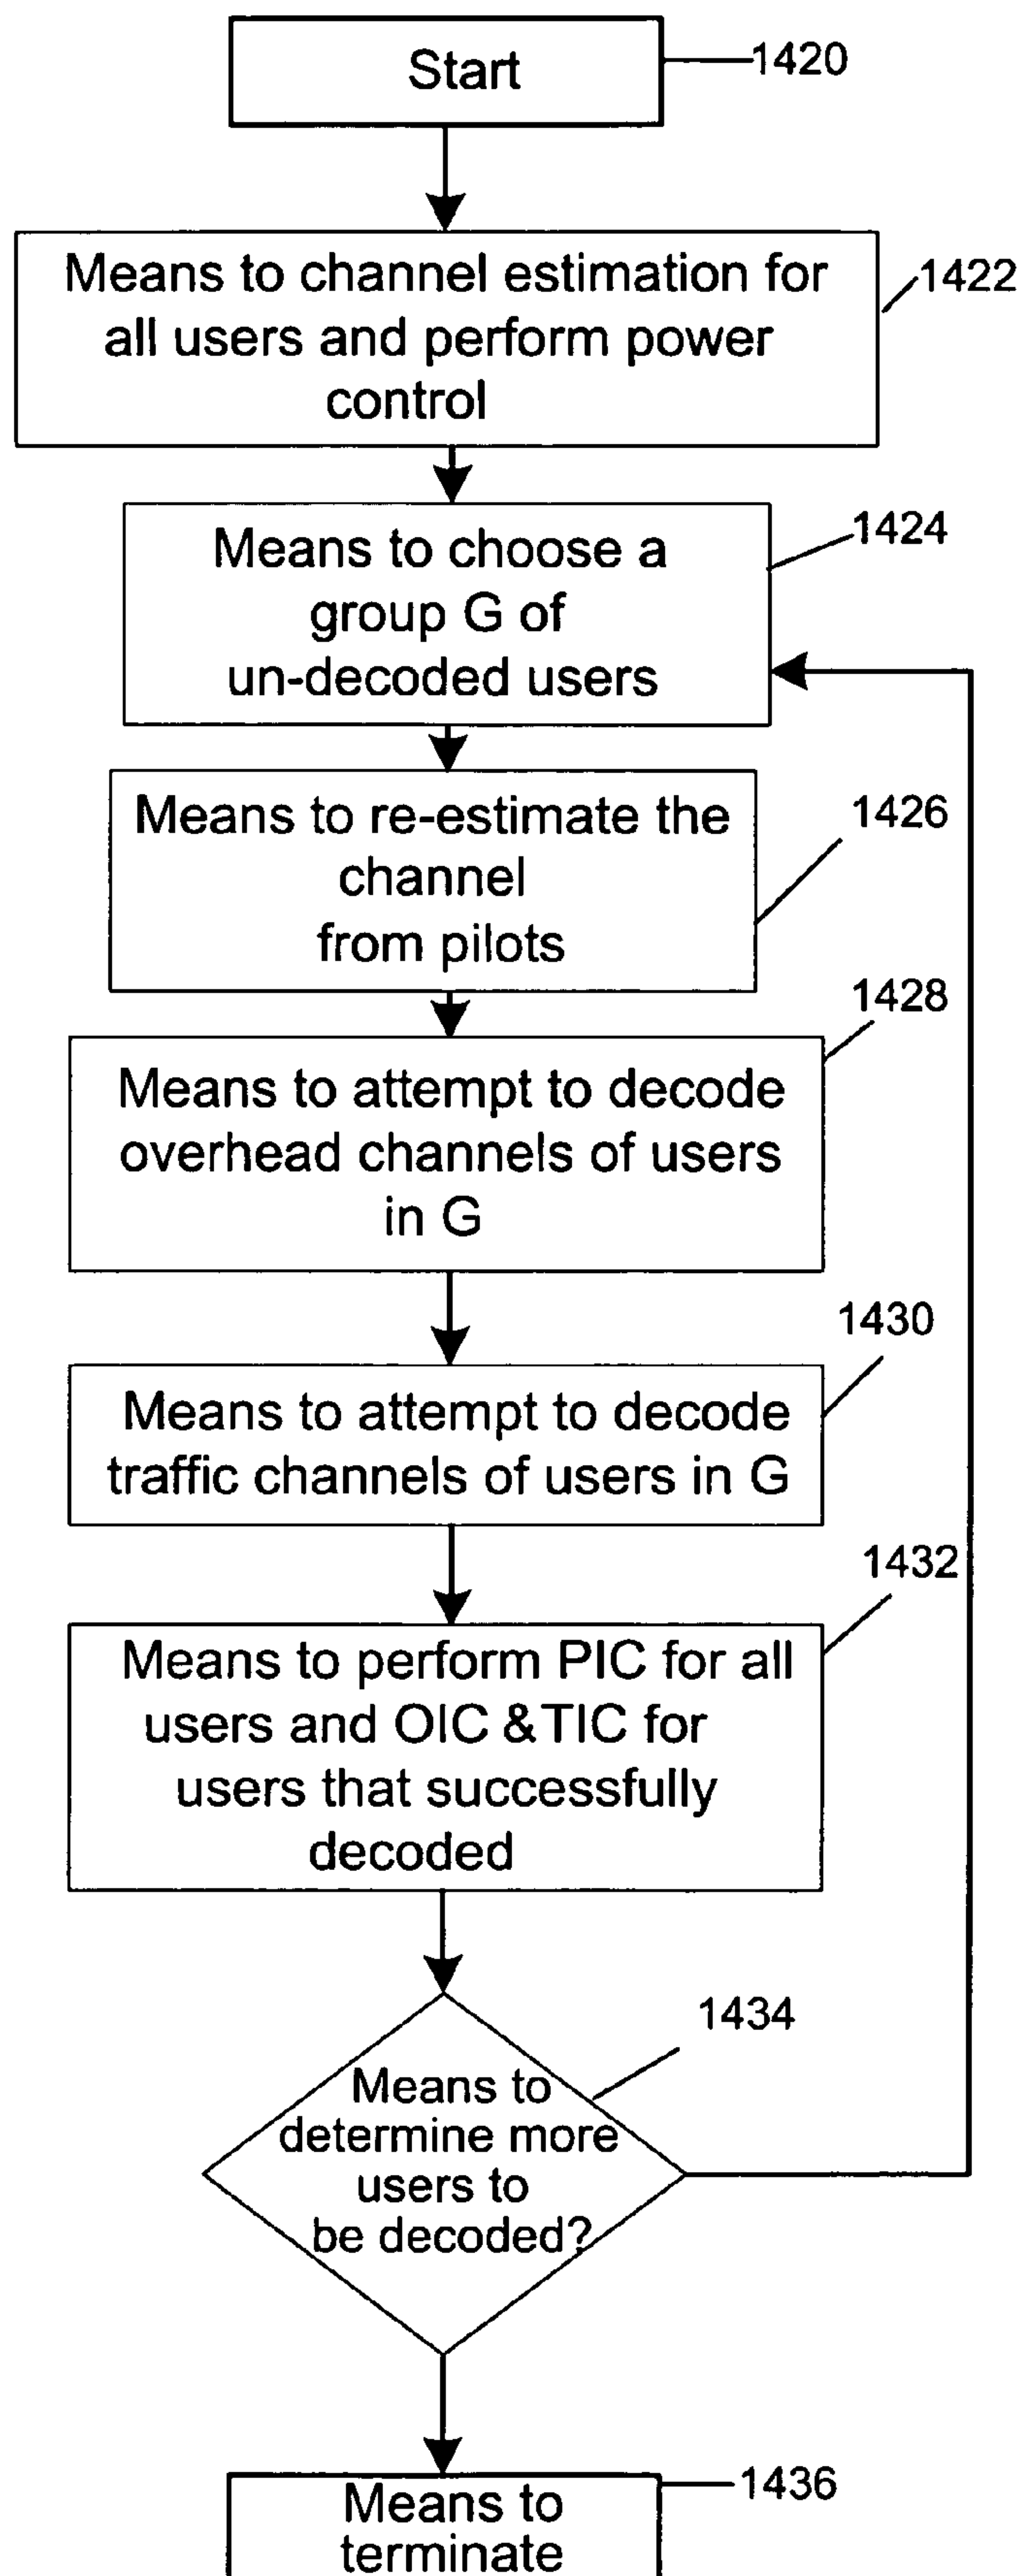 Start
1420
Means to channel estimation for
all users and perform power
control
1422
Means to choose a
group G of
un-decoded users
1424
Means to re-estimate the
channel
from pilots
1426
Means to attempt to decode
overhead channels of users
in G
1428
Means to attempt to decode
traffic channels of users in G
1430
Means to perform PIC for all
users and OIC & TIC for
users that successfully
decoded
1432
Means to
determine more
users to
be decoded?
1434
Means to
terminate
1436